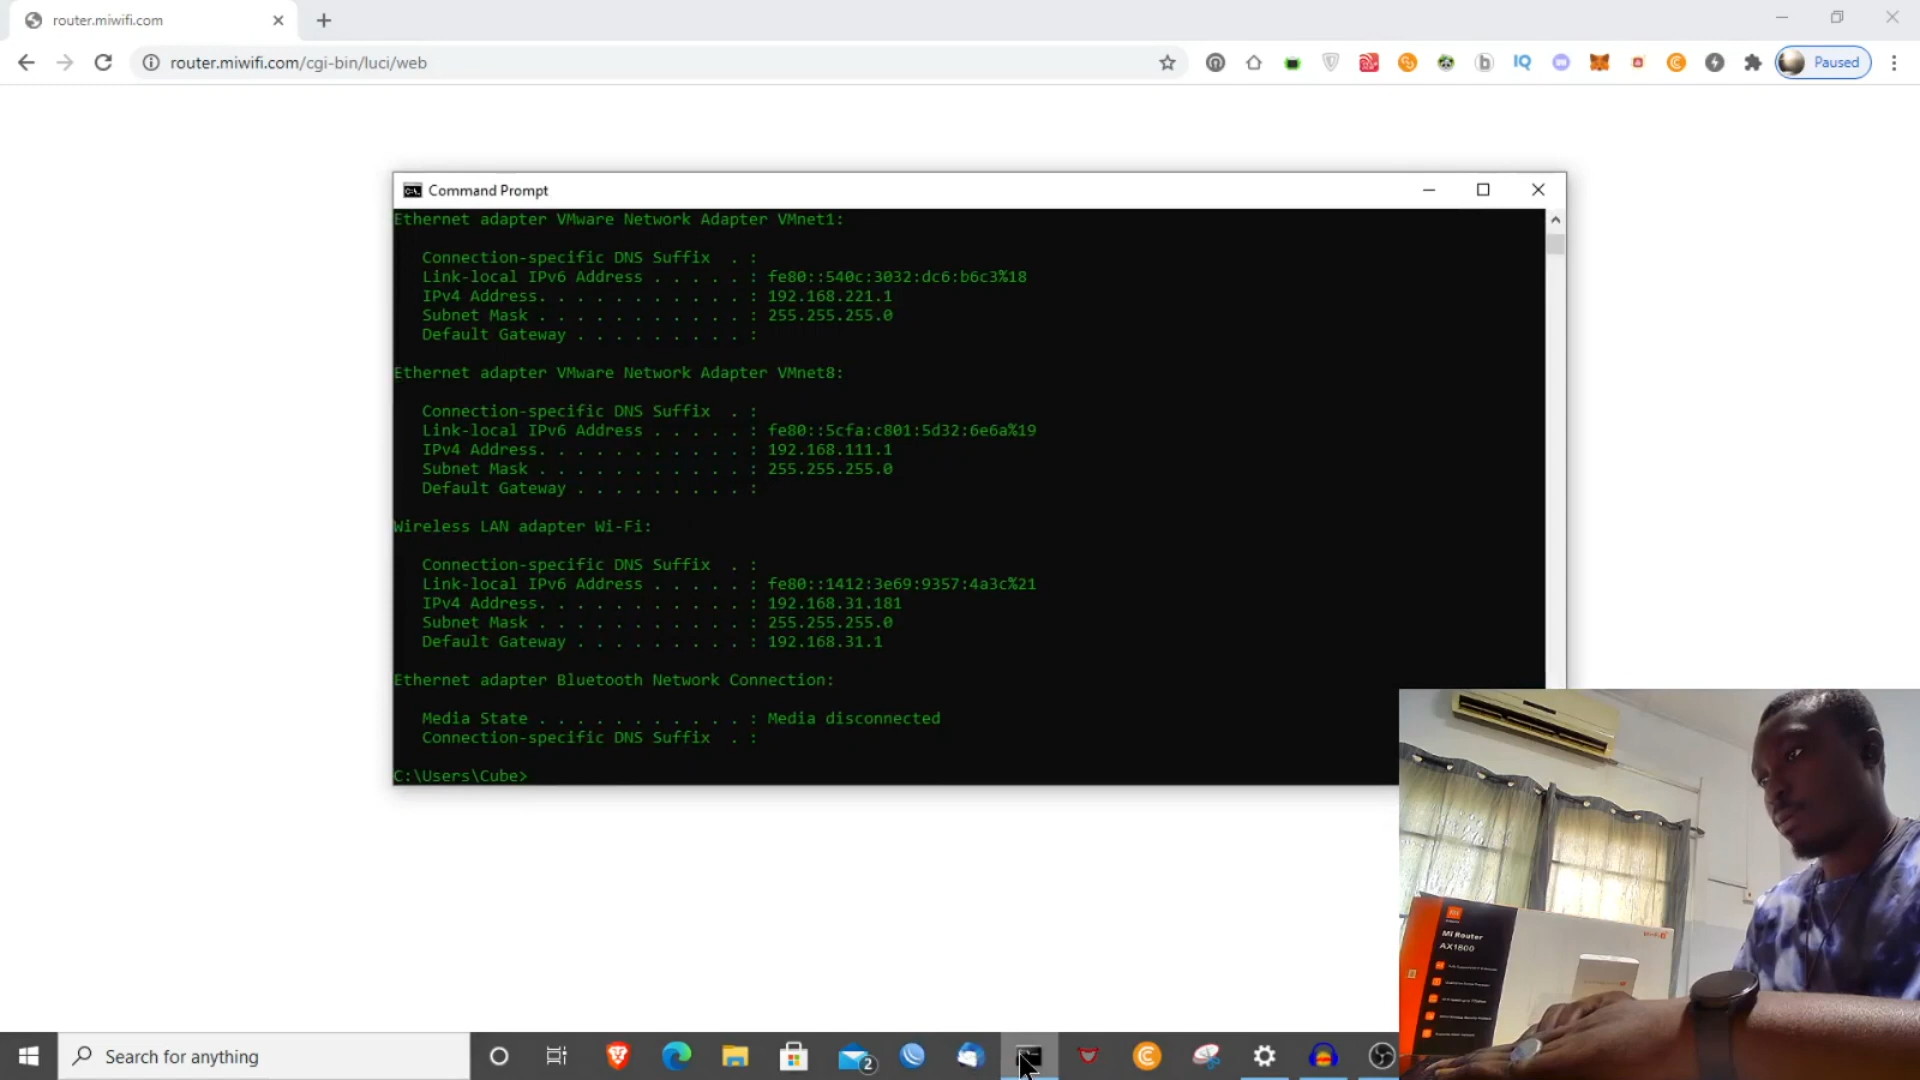 router.miwifi.com
router.miwifi.com/cgi-bin/luci/web
IQ
Paused
Command Prompt
Ethernet adapter VMware Network Adapter VMnet1:
Connection-specific DNS Suffix . :
Link-local IPv6 Address . . . . . : fe80::540c:3032:dc6:b6c3%18
IPv4 Address. . . . . . . . . . . : 192.168.221.1
Subnet Mask . . . . . . . . . . . : 255.255.255.0
Default Gateway . . . . . . . . . :
Ethernet adapter VMware Network Adapter VMnet8:
Connection-specific DNS Suffix . :
Link-local IPv6 Address . . . . . : fe80::5cfa:c801:5d32:6e6a%19
IPv4 Address. . . . . . . . . . . : 192.168.111.1
Subnet Mask . . . . . . . . . . . : 255.255.255.0
Default Gateway . . . . . . . . . :
Wireless LAN adapter Wi-Fi:
Connection-specific DNS Suffix . :
Link-local IPv6 Address . . . . . : fe80::1412:3e69:9357:4a3c%21
IPv4 Address. . . . . . . . . . . : 192.168.31.181
Subnet Mask . . . . . . . . . . . : 255.255.255.0
Default Gateway . . . . . . . . . : 192.168.31.1
Ethernet adapter Bluetooth Network Connection:
Media State . . . . . . . . . . . : Media disconnected
Connection-specific DNS Suffix . :
C:\Users\Cube>
Mi Router
AX1800
Search for anything
2